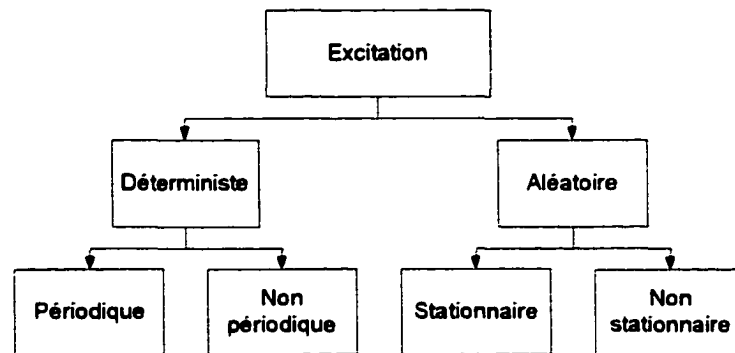 Excitation
Déterministe
Aléatoire
Périodique
Non
périodique
Stationnaire
Non
stationnaire